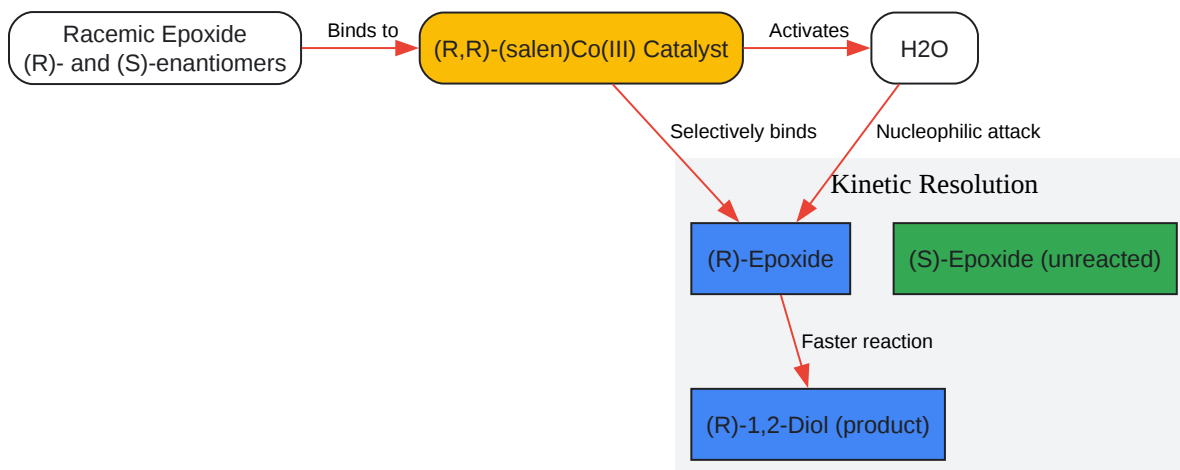 Racemic Epoxide
(R)- and (S)-enantiomers
Binds to
(R,R)-(salen)Co(III) Catalyst
Activates
H2O
Selectively binds
Nucleophilic attack
Kinetic Resolution
(R)-Epoxide
(S)-Epoxide (unreacted)
Faster reaction
(R)-1,2-Diol (product)